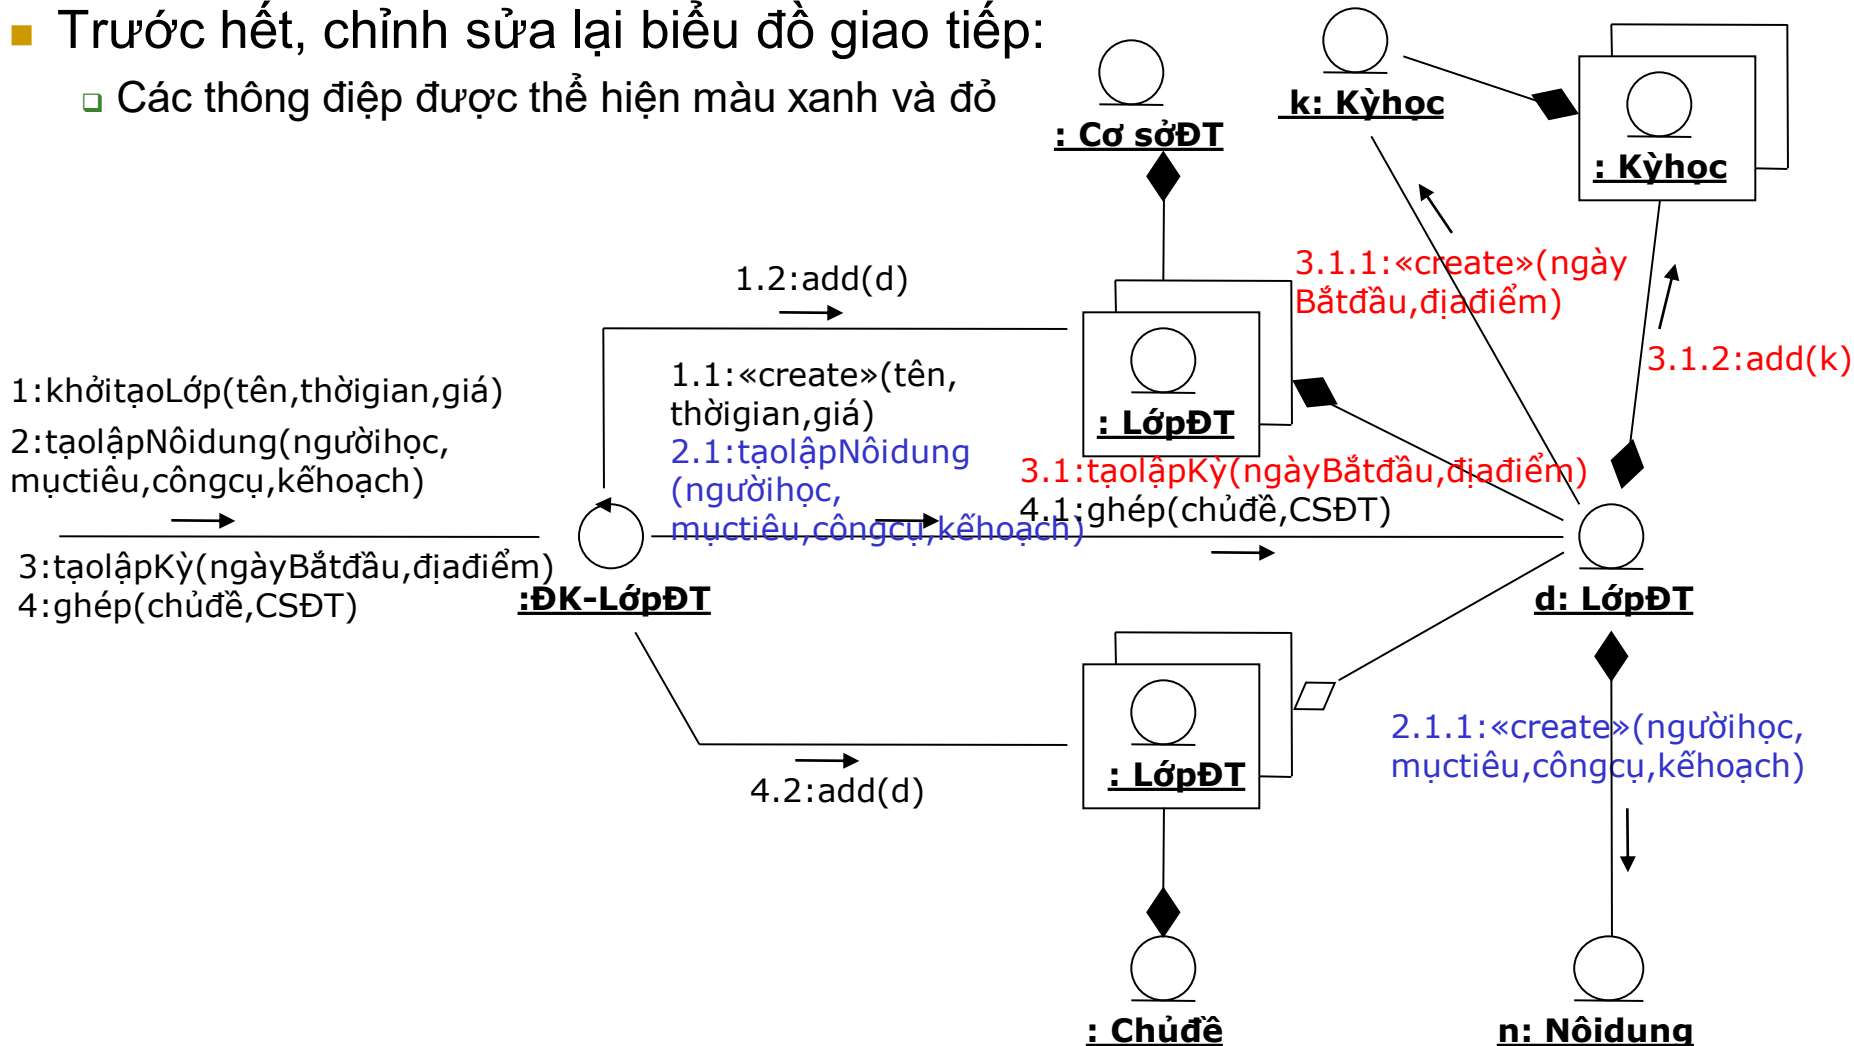 Trước hết, chỉnh sửa lại biểu đồ giao tiếp:
Các thông điệp được thể hiện màu xanh và đỏ
k: Kỳhọc
: Cơ sởĐT
: Kỳhọc
1.2:add(d)
3.1.1:«create»(ngày
Bắtđầu,địađiểm)
3.1.2:add(k)
1:khởitạoLớp(tên,thờigian,giá)
2:tạolậpNôidung(ngườihọc,
mụctiêu,côngcụ,kếhoạch)
1.1:«create»(tên,
thờigian,giá)
2.1:tạolậpNôidung
(ngườihọc,
mụctiêu,côngcụ,kếhoạch)
: LớpĐT
3.1:tạolậpKỳ(ngàyBắtđầu,địađiểm)
4.1:ghép(chủđề,CSĐT)
3:tạolậpKỳ(ngàyBắtđầu,địađiểm)
4:ghép(chủđề,CSĐT)
:ĐK–LớpĐT
d: LớpĐT
: LớpĐT
4.2:add(d)
2.1.1:«create»(ngườihọc,
mụctiêu,côngcụ,kếhoạch)
: Chủđề
n: Nôidung